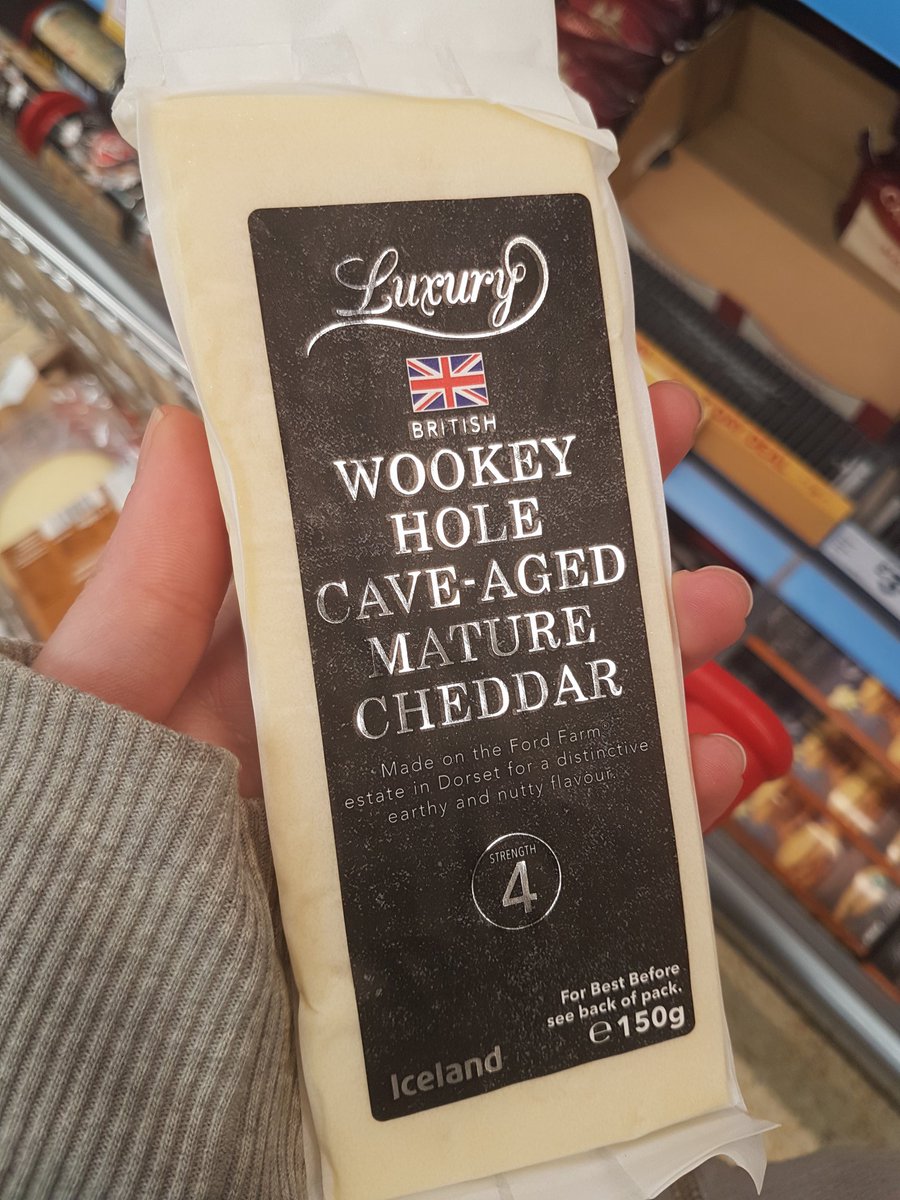 Luxury
BRITISH
WOOKEY
HOLE
CAVE-AGED
MATURE
CHEDDAR
Made on the Ford Farm
estate in Dorset for a distinctive
earthy and nutty flavour.
STRENGTH
4
For Best Before
see back of pack.
℮150g
Iceland